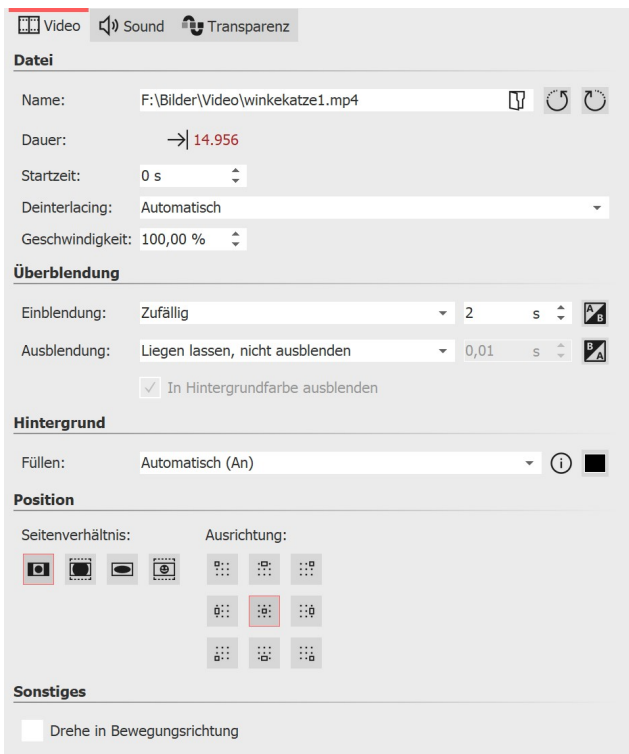 Video Sound Transparenz
Datei
Name: F:\Bilder\Video\winkekatze1.mp4
Dauer: 14.956
Startzeit: 0 s
Deinterlacing: Automatisch
Geschwindigkeit: 100,00 %
Überblendung
Einblendung: Zufällig 2 s A B
Ausblendung: Liegen lassen, nicht ausblenden 0,01 s B A
In Hintergrundfarbe ausblenden
Hintergrund
Füllen: Automatisch (An)
Position
Seitenverhältnis: Ausrichtung:
Sonstiges
Drehe in Bewegungsrichtung